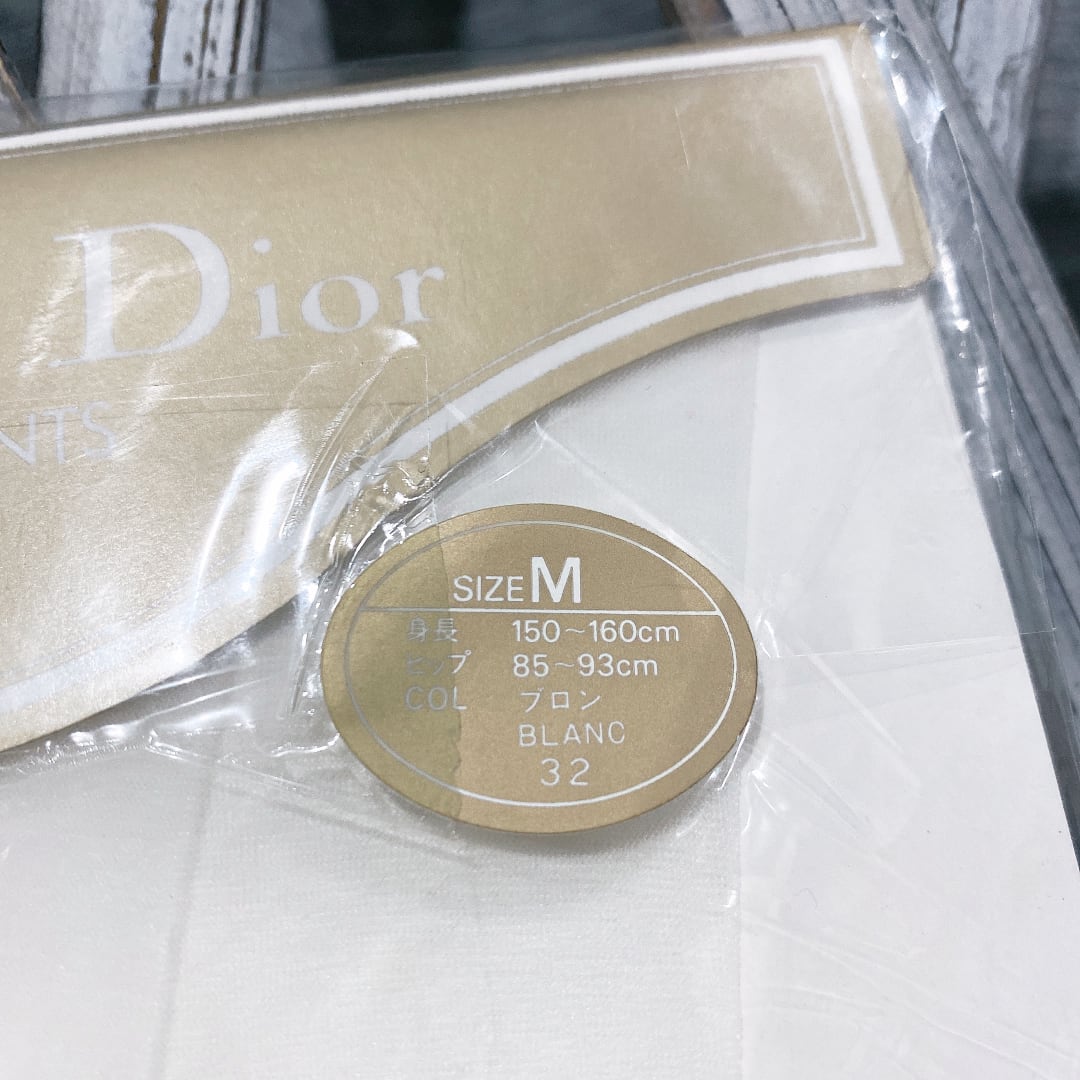 Dior
NTS
SIZE M
身長 150~160cm
ヒップ 85~93cm
COL ブロン
BLANC
32